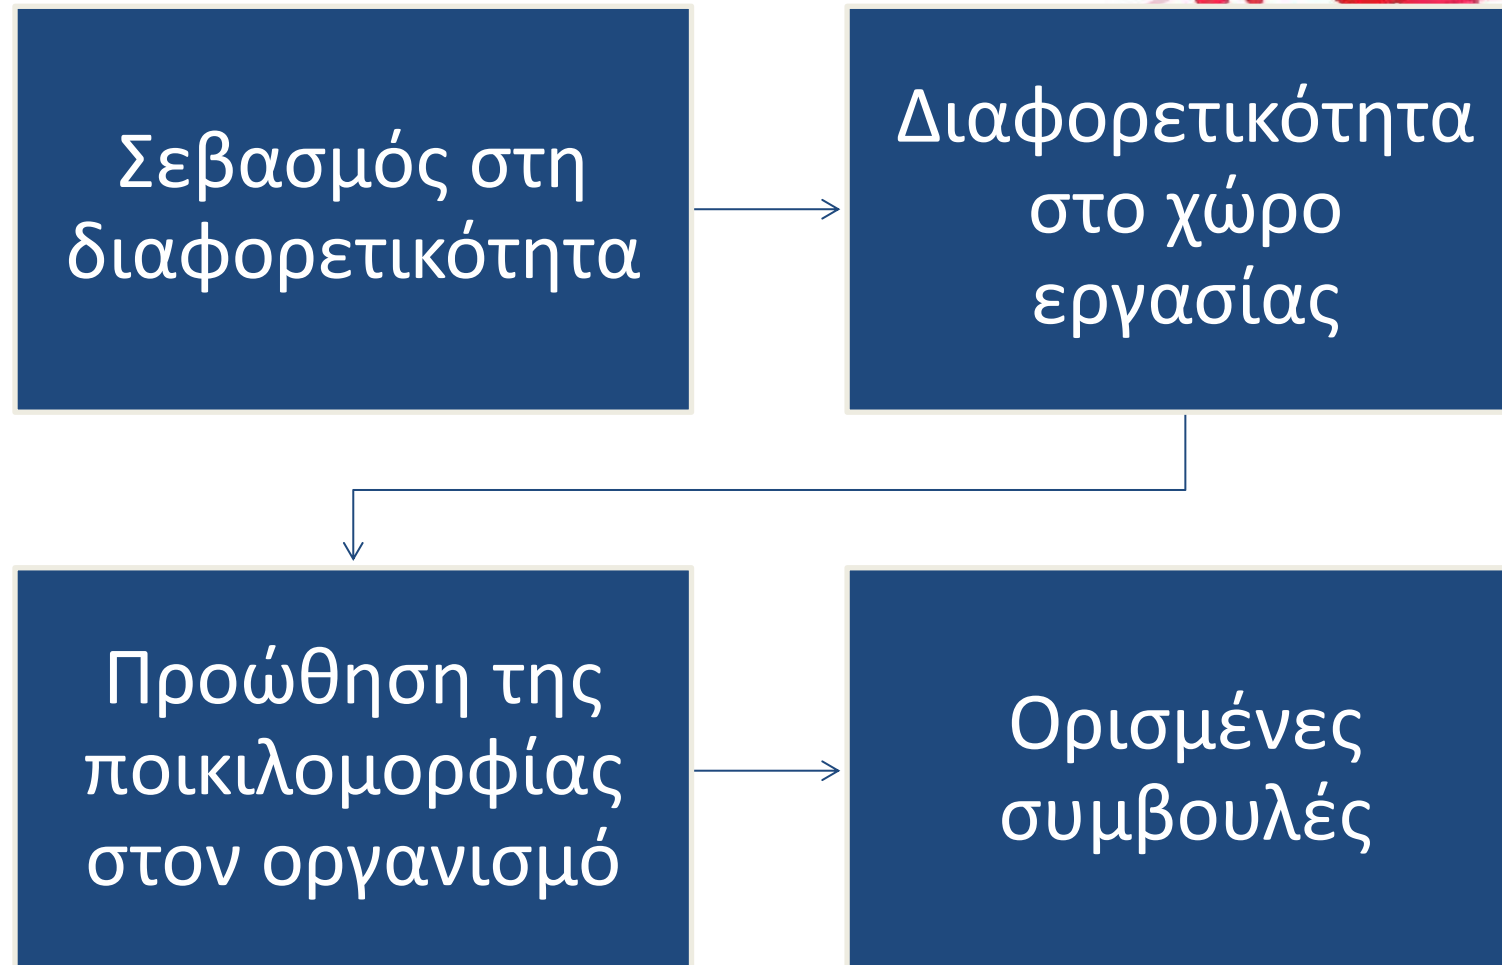 Σεβασμός στη
διαφορετικότητα
Διαφορετικότητα
στο χώρο
εργασίας
Προώθηση της
ποικιλομορφίας
στον οργανισμό
Ορισμένες
συμβουλές